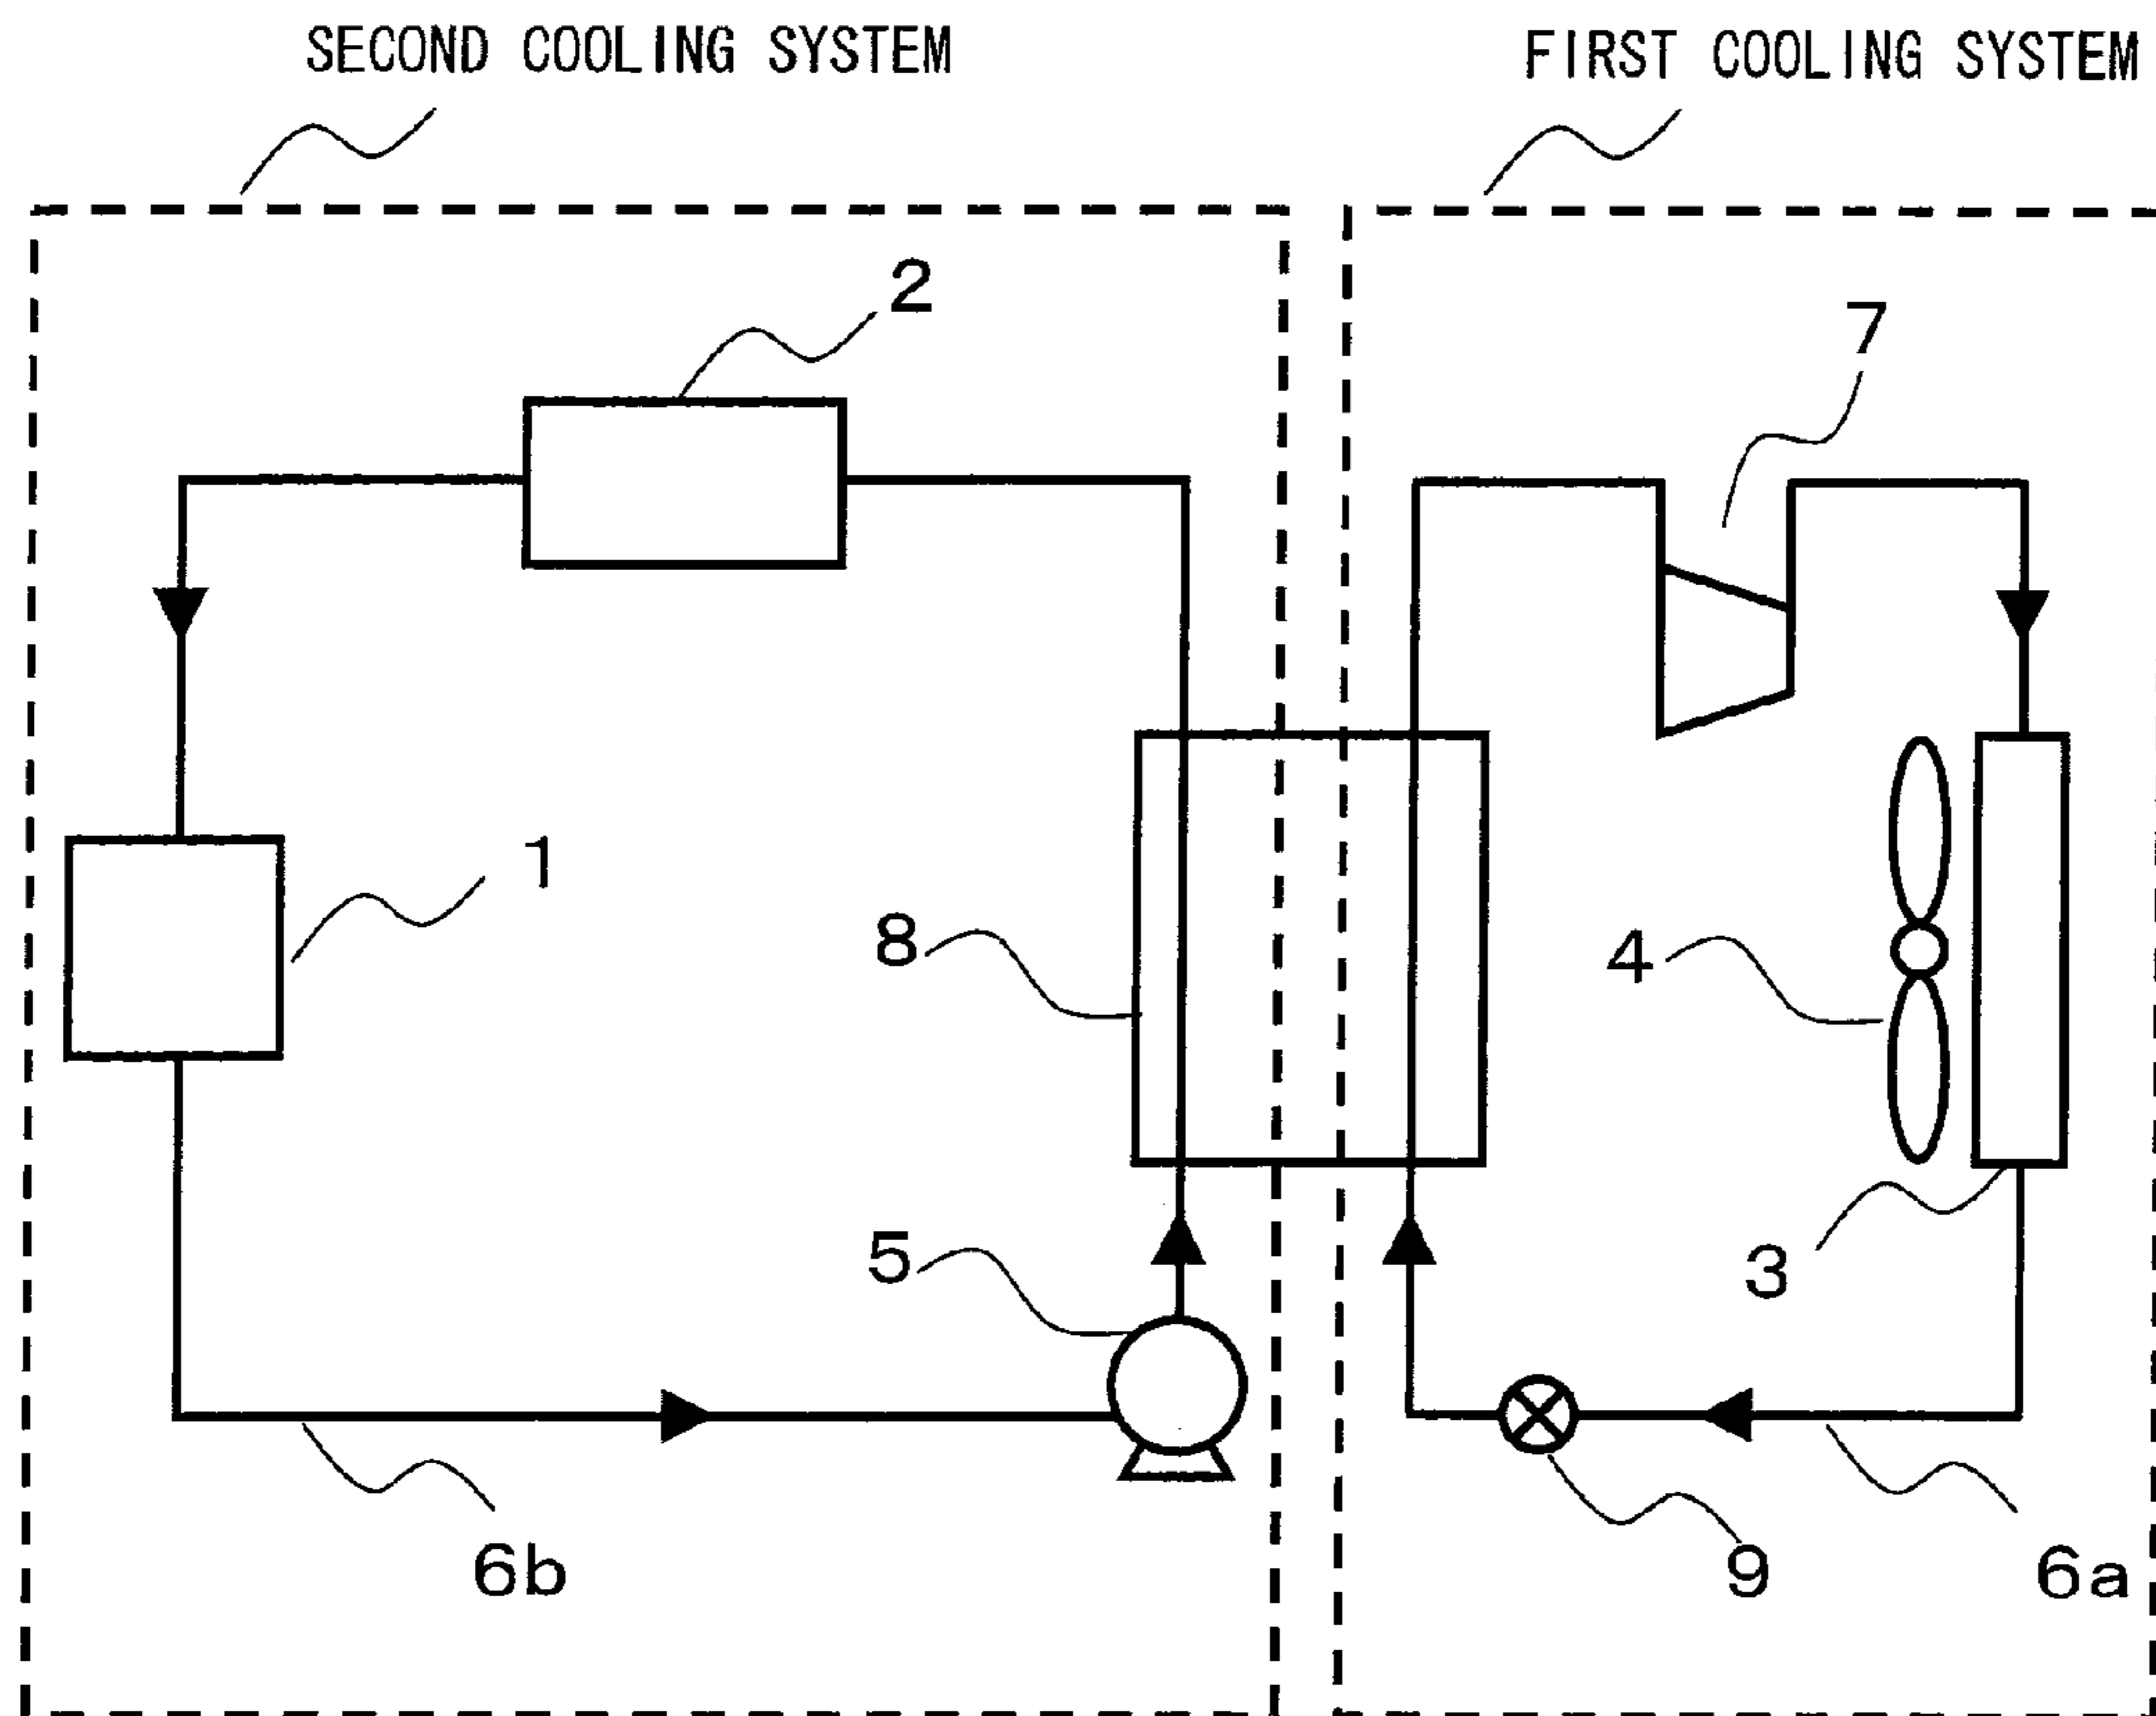 SECOND COOLING SYSTEM
FIRST COOLING SYSTEM
2
7
1
8
4
5
3
6b
9
6a